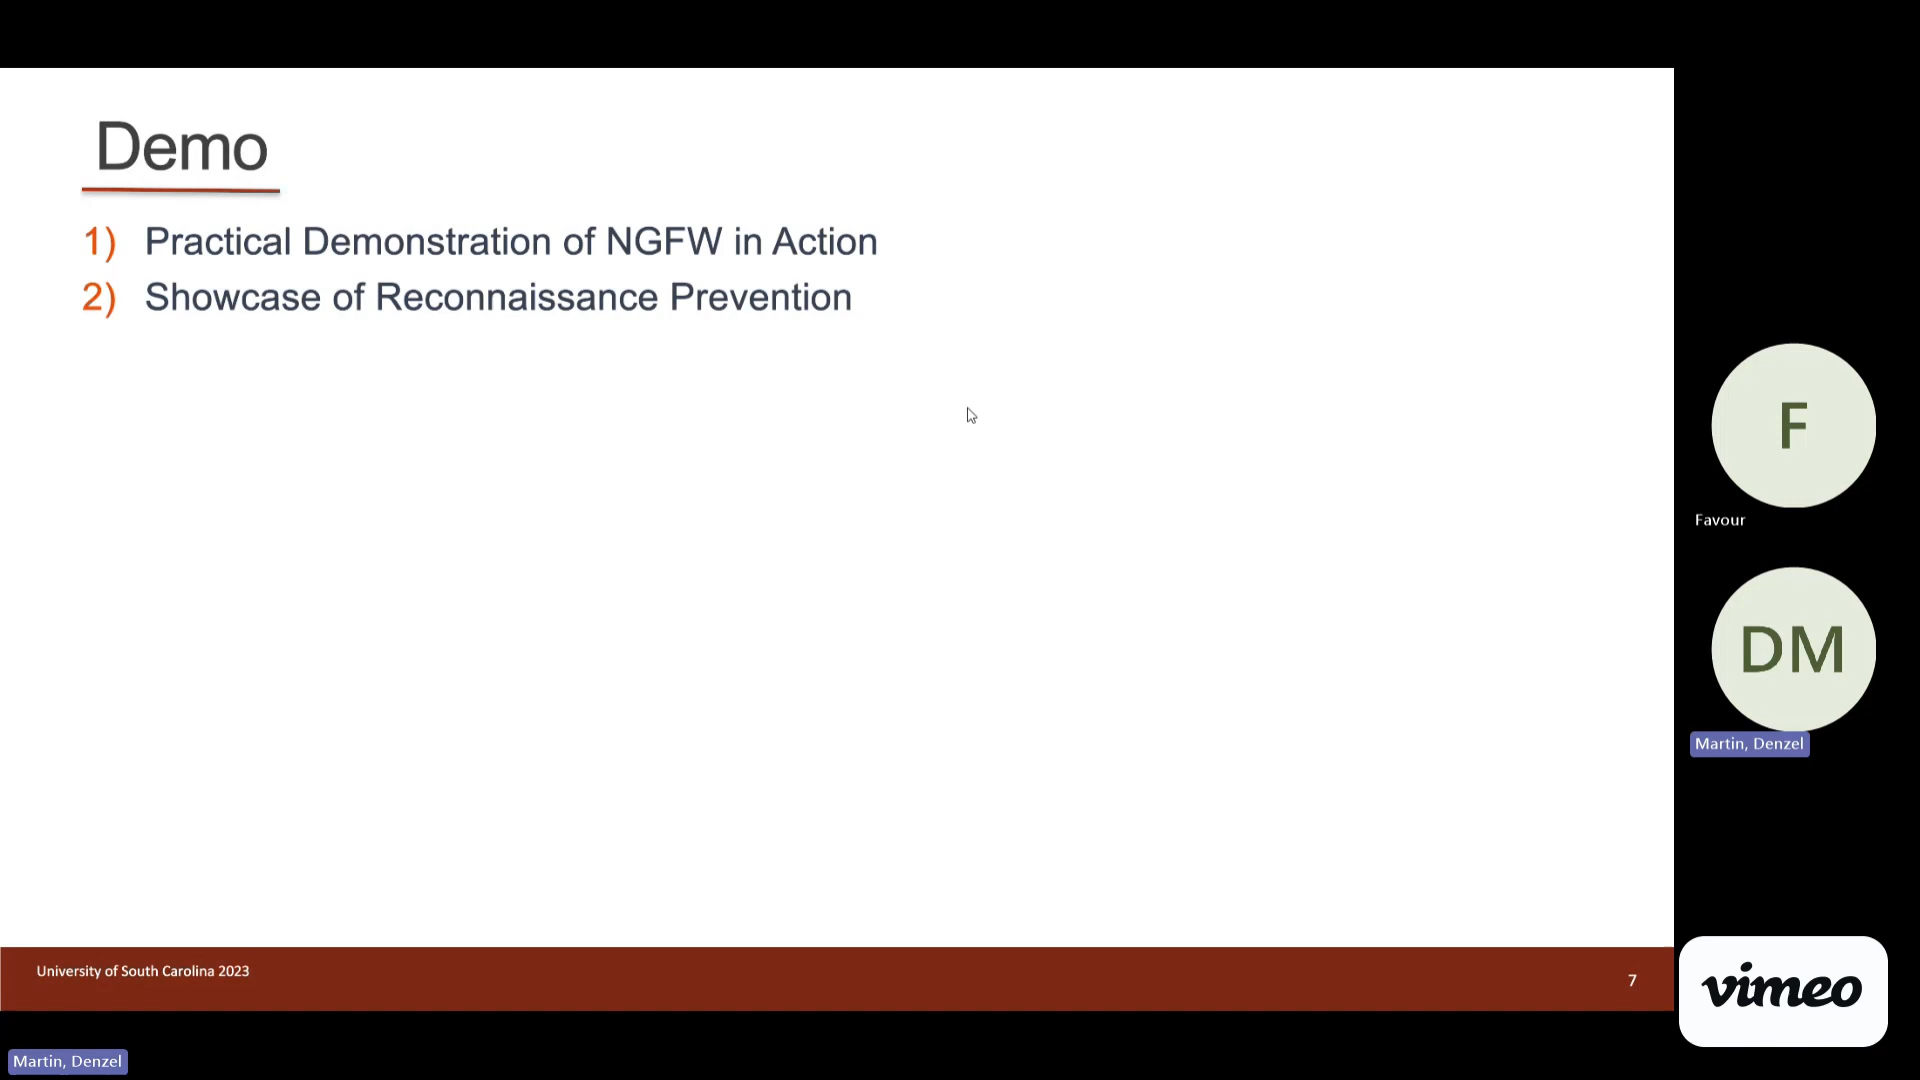 Demo
1) Practical Demonstration of NGFW in Action
2) Showcase of Reconnaissance Prevention
F
Favour
DM
Martin, Denzel
University of South Carolina 2023
7
vimeo
Martin, Denzel